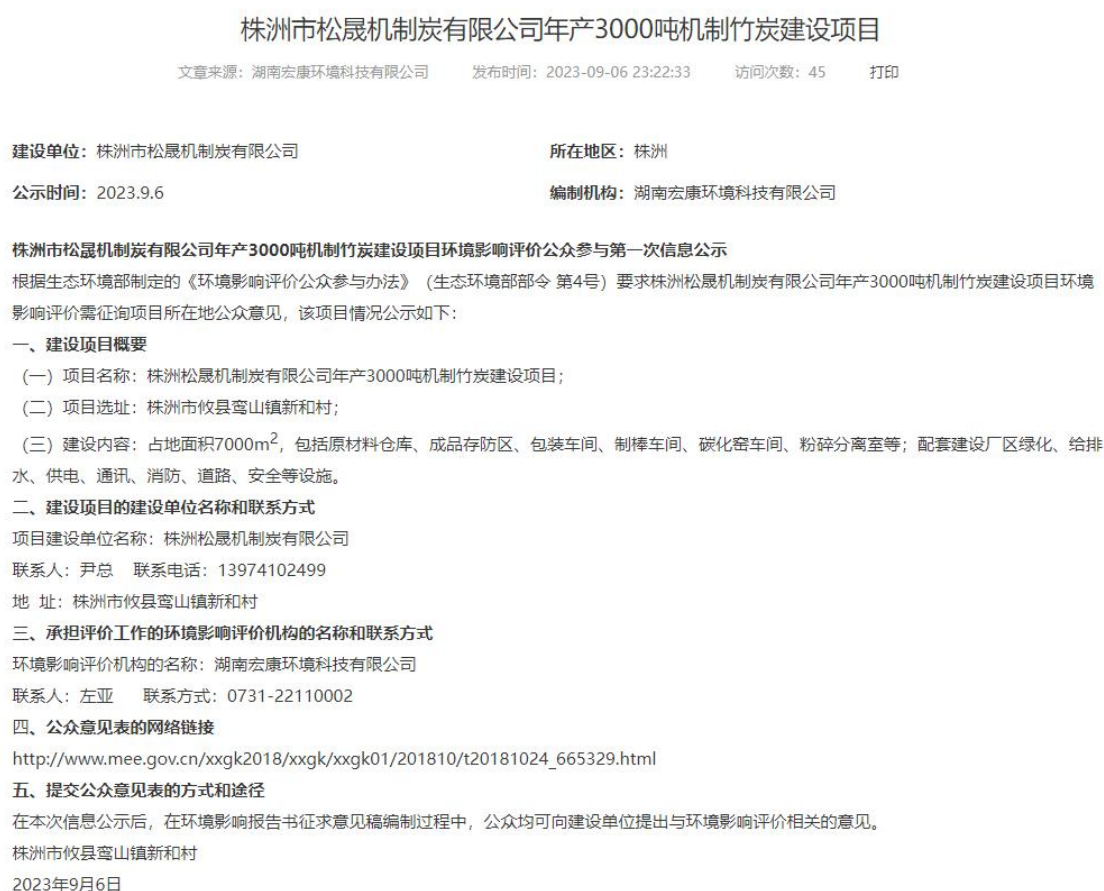 株洲市松晟机制炭有限公司年产3000吨机制竹炭建设项目
文章来源：湖南宏康环境科技有限公司 发布时间：2023-09-06 23:22:33 访问次数：45 打印
建设单位：株洲市松晟机制炭有限公司 所在地区：株洲
公示时间：2023.9.6 编制机构：湖南宏康环境科技有限公司
株洲市松晟机制炭有限公司年产3000吨机制竹炭建设项目环境影响评价公众参与第一次信息公示
根据生态环境部制定的《环境影响评价公众参与办法》（生态环境部部令 第4号）要求株洲松晟机制炭有限公司年产3000吨机制竹炭建设项目环境
影响评价需征询项目所在地公众意见，该项目情况公示如下：
一、建设项目概要
（一）项目名称：株洲松晟机制炭有限公司年产3000吨机制竹炭建设项目；
（二）项目选址：株洲市攸县鸾山镇新和村；
（三）建设内容：占地面积7000m²，包括原材料仓库、成品存防区、包装车间、制棒车间、碳化窑车间、粉碎分离室等；配套建设厂区绿化、给排
水、供电、通讯、消防、道路、安全等设施。
二、建设项目的建设单位名称和联系方式
项目建设单位名称：株洲松晟机制炭有限公司
联系人：尹总 联系电话：13974102499
地 址：株洲市攸县鸾山镇新和村
三、承担评价工作的环境影响评价机构的名称和联系方式
环境影响评价机构的名称：湖南宏康环境科技有限公司
联系人：左亚 联系方式：0731-22110002
四、公众意见表的网络链接
http://www.mee.gov.cn/xxgk2018/xxgk/xxgk01/201810/t20181024_665329.html
五、提交公众意见表的方式和途径
在本次信息公示后，在环境影响报告书征求意见稿编制过程中，公众均可向建设单位提出与环境影响评价相关的意见。
株洲市攸县鸾山镇新和村
2023年9月6日